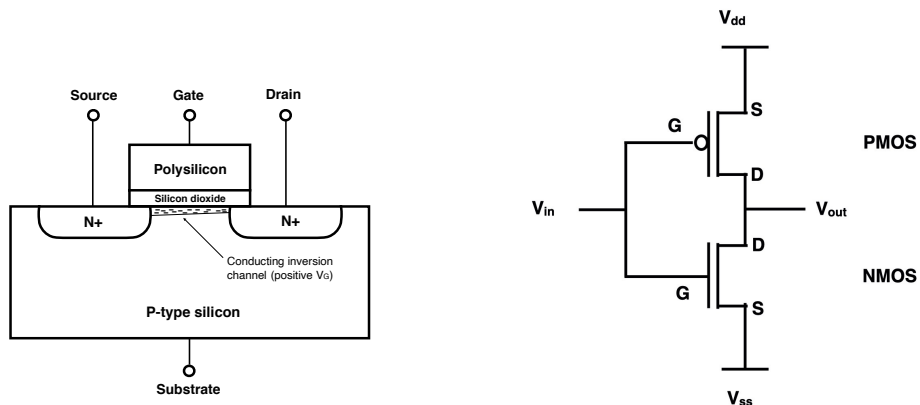 Source
Gate
Drain
Polysilicon
Silicon dioxide
N+
N+
Conducting inversion
channel (positive VG)
P-type silicon
Substrate
Vdd
S
G
PMOS
D
Vin
Vout
D
NMOS
G
S
Vss